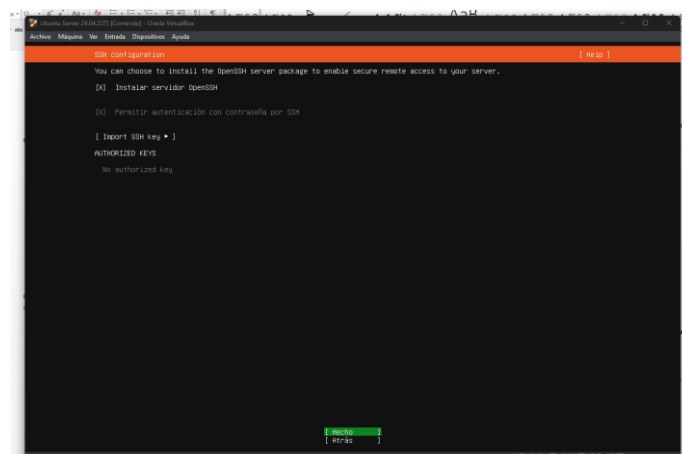 Ubuntu Server 24.04.2LTS [Corriendo] - Oracle VirtualBox
Archivo Máquina Ver Entrada Dispositivos Ayuda
SSH configuration [ Help ]
You can choose to install the OpenSSH server package to enable secure remote access to your server.
[X] Instalar servidor OpenSSH
[X] Permitir autenticación con contraseña por SSH
[ Import SSH key ▸ ]
AUTHORIZED KEYS
No authorized key
[ Hecho ]
[ Atrás ]